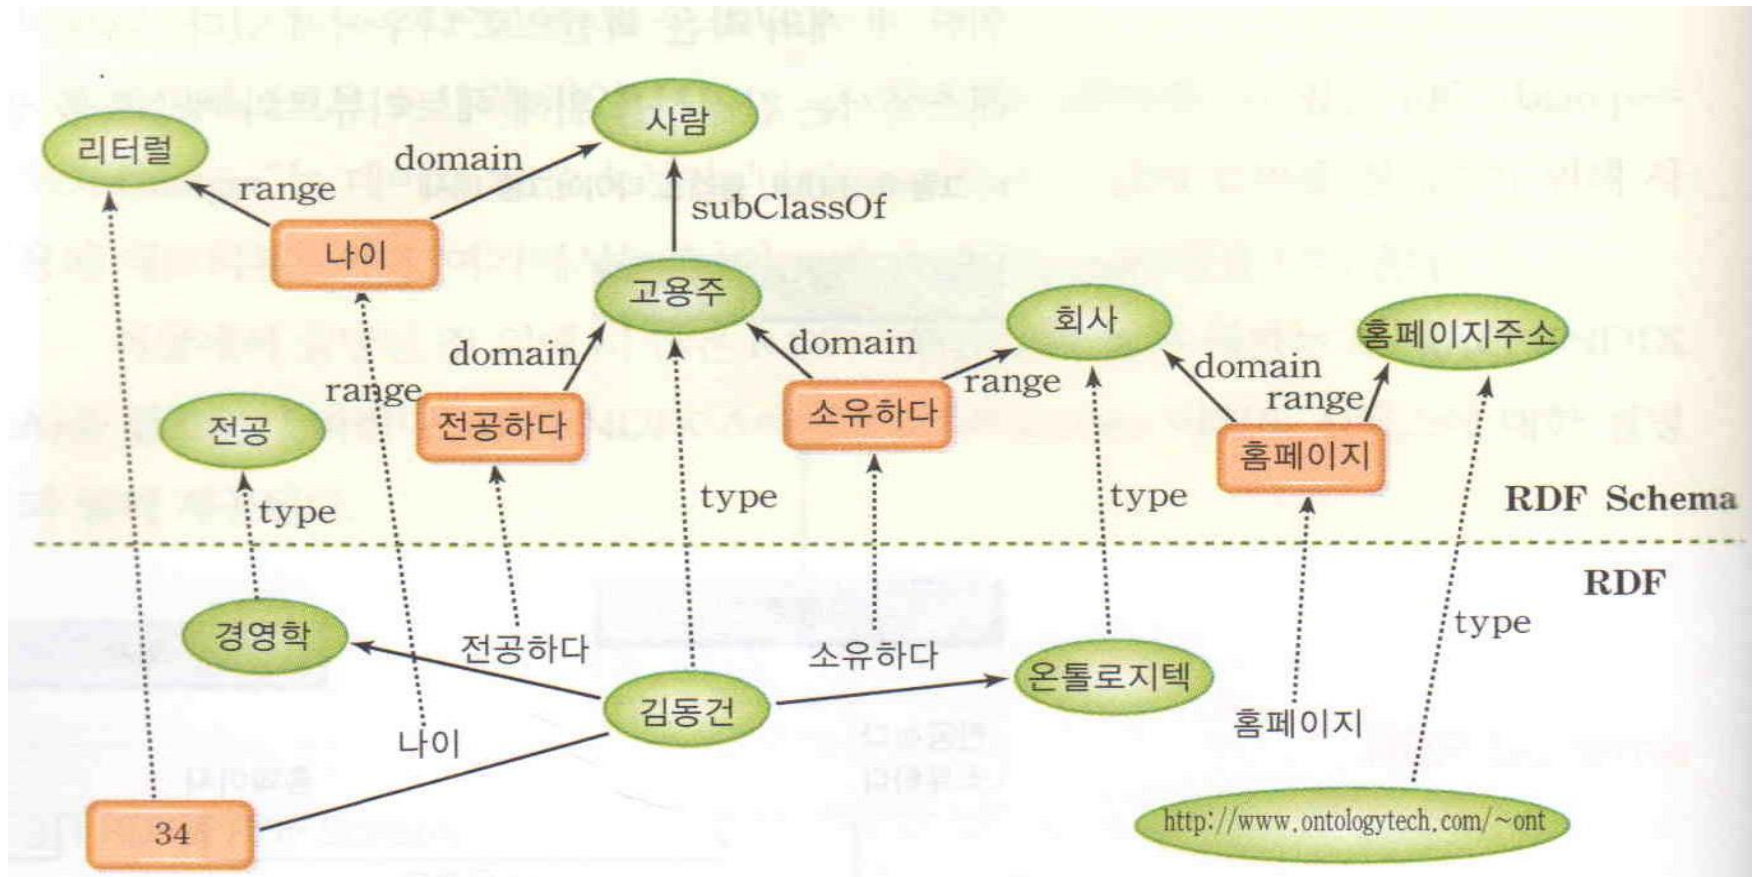 사람
리터럴
domain
range
subClassOf
나이
고용주
회사
홈페이지주소
domain
domain
domain
range
range
range
전공
전공하다
소유하다
홈페이지
type
type
type
RDF Schema
RDF
type
경영학
전공하다
소유하다
온톨로지텍
김동건
홈페이지
나이
34
http://www.ontologytech.com/~ont